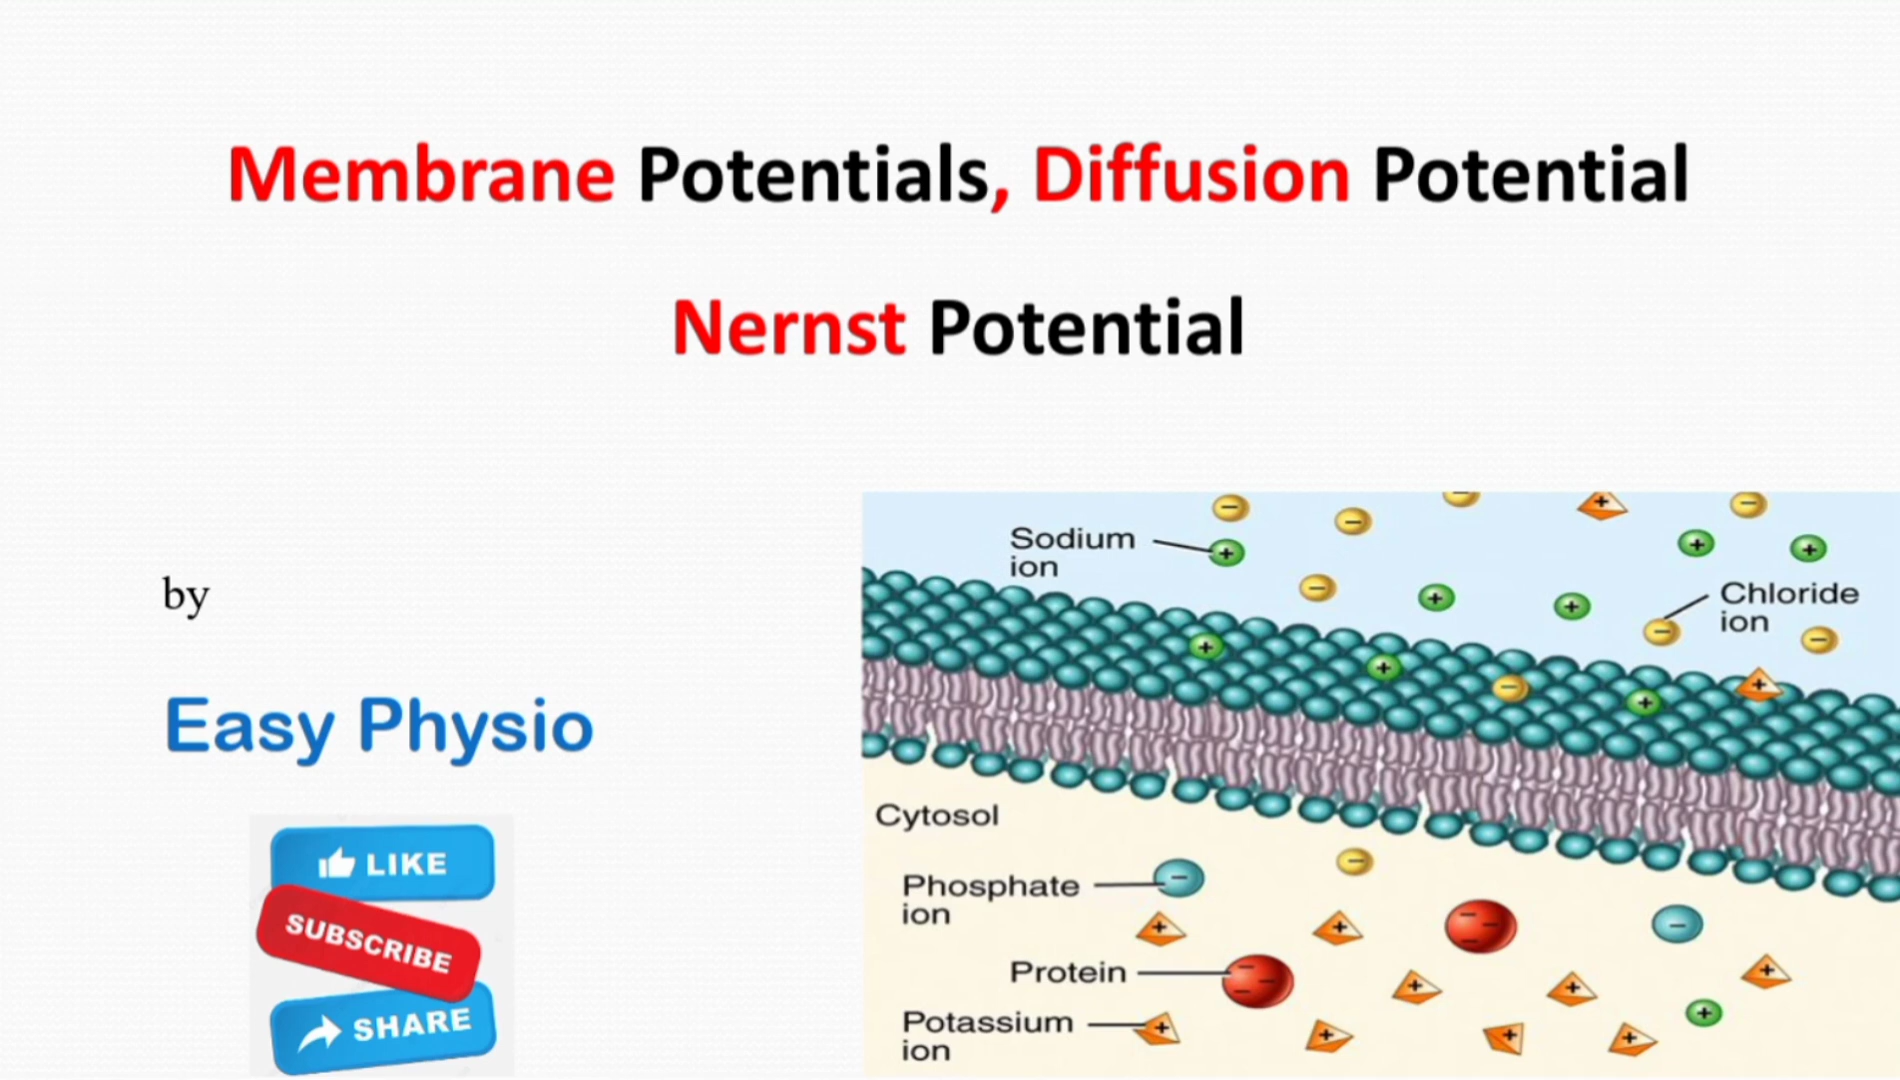 Membrane Potentials, Diffusion Potential
Nernst Potential
by
Easy Physio
LIKE
SUBSCRIBE
SHARE
Sodium
ion
Chloride
ion
Cytosol
Phosphate
ion
Protein
Potassium
ion